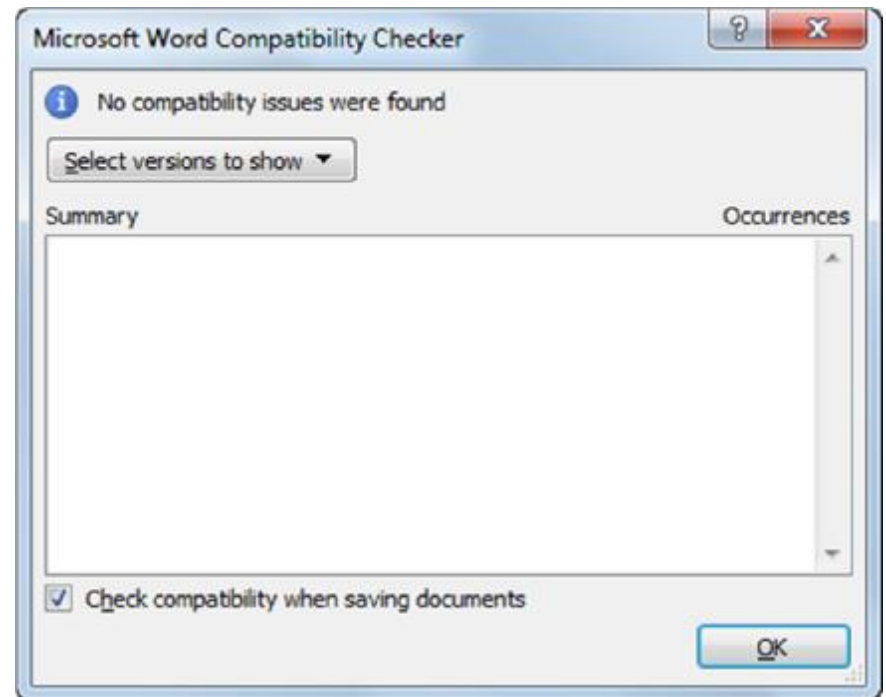 Microsoft Word Compatibility Checker
?
No compatibility issues were found
Select versions to show
Summary Occurrences
Check compatibility when saving documents
OK